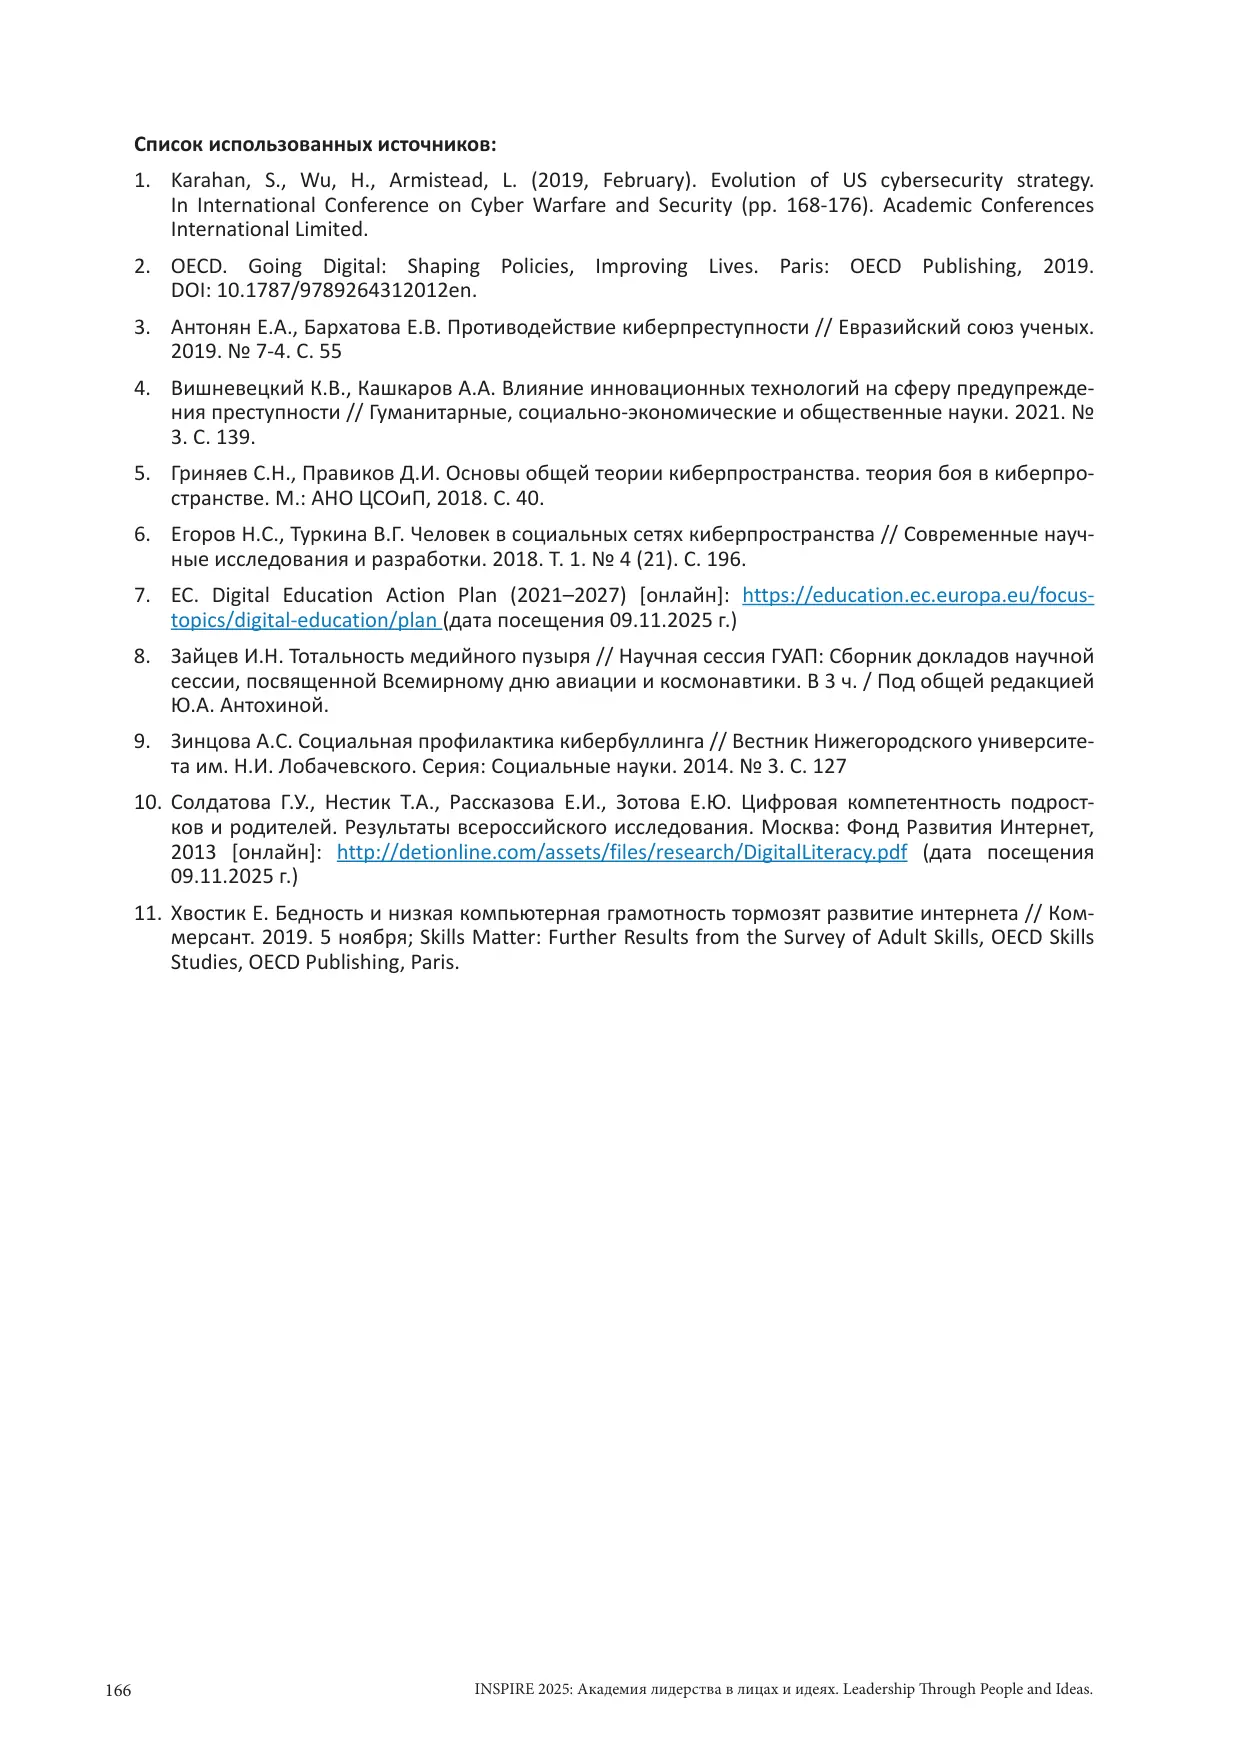 Список использованных источников:
1. Karahan, S., Wu, H., Armistead, L. (2019, February). Evolution of US cybersecurity strategy.
In International Conference on Cyber Warfare and Security (pp. 168-176). Academic Conferences
International Limited.
2. OECD. Going Digital: Shaping Policies, Improving Lives. Paris: OECD Publishing, 2019.
DOI: 10.1787/9789264312012en.
3. Антонян Е.А., Бархатова Е.В. Противодействие киберпреступности // Евразийский союз ученых.
2019. № 7-4. С. 55
4. Вишневецкий К.В., Кашкаров А.А. Влияние инновационных технологий на сферу предупрежде-
ния преступности // Гуманитарные, социально-экономические и общественные науки. 2021. №
3. С. 139.
5. Гриняев С.Н., Правиков Д.И. Основы общей теории киберпространства. теория боя в киберпро-
странстве. М.: АНО ЦСОиП, 2018. С. 40.
6. Егоров Н.С., Туркина В.Г. Человек в социальных сетях киберпространства // Современные науч-
ные исследования и разработки. 2018. Т. 1. № 4 (21). С. 196.
7. ЕС. Digital Education Action Plan (2021–2027) [онлайн]: https://education.ec.europa.eu/focus-
topics/digital-education/plan (дата посещения 09.11.2025 г.)
8. Зайцев И.Н. Тотальность медийного пузыря // Научная сессия ГУАП: Сборник докладов научной
сессии, посвященной Всемирному дню авиации и космонавтики. В 3 ч. / Под общей редакцией
Ю.А. Антохиной.
9. Зинцова А.С. Социальная профилактика кибербуллинга // Вестник Нижегородского университе-
та им. Н.И. Лобачевского. Серия: Социальные науки. 2014. № 3. С. 127
10. Солдатова Г.У., Нестик Т.А., Рассказова Е.И., Зотова Е.Ю. Цифровая компетентность подрост-
ков и родителей. Результаты всероссийского исследования. Москва: Фонд Развития Интернет,
2013 [онлайн]: http://detionline.com/assets/files/research/DigitalLiteracy.pdf (дата посещения
09.11.2025 г.)
11. Хвостик Е. Бедность и низкая компьютерная грамотность тормозят развитие интернета // Ком-
мерсант. 2019. 5 ноября; Skills Matter: Further Results from the Survey of Adult Skills, OECD Skills
Studies, OECD Publishing, Paris.
166 INSPIRE 2025: Академия лидерства в лицах и идеях. Leadership Through People and Ideas.